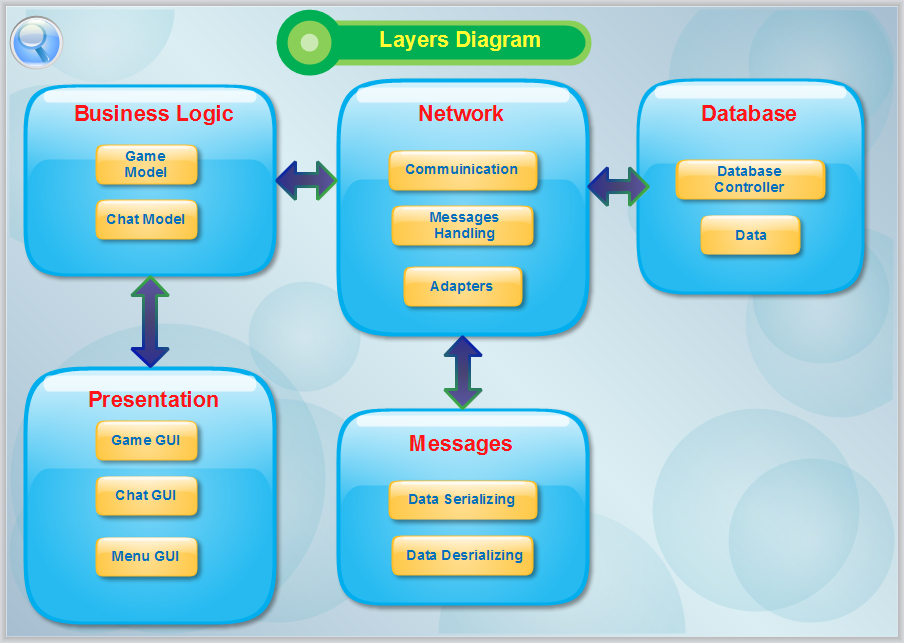 Layers Diagram
Business Logic
Game
Model
Chat Model
Network
Commuinication
Messages
Handling
Adapters
Database
Database
Controller
Data
Presentation
Game GUI
Chat GUI
Menu GUI
Messages
Data Serializing
Data Desrializing